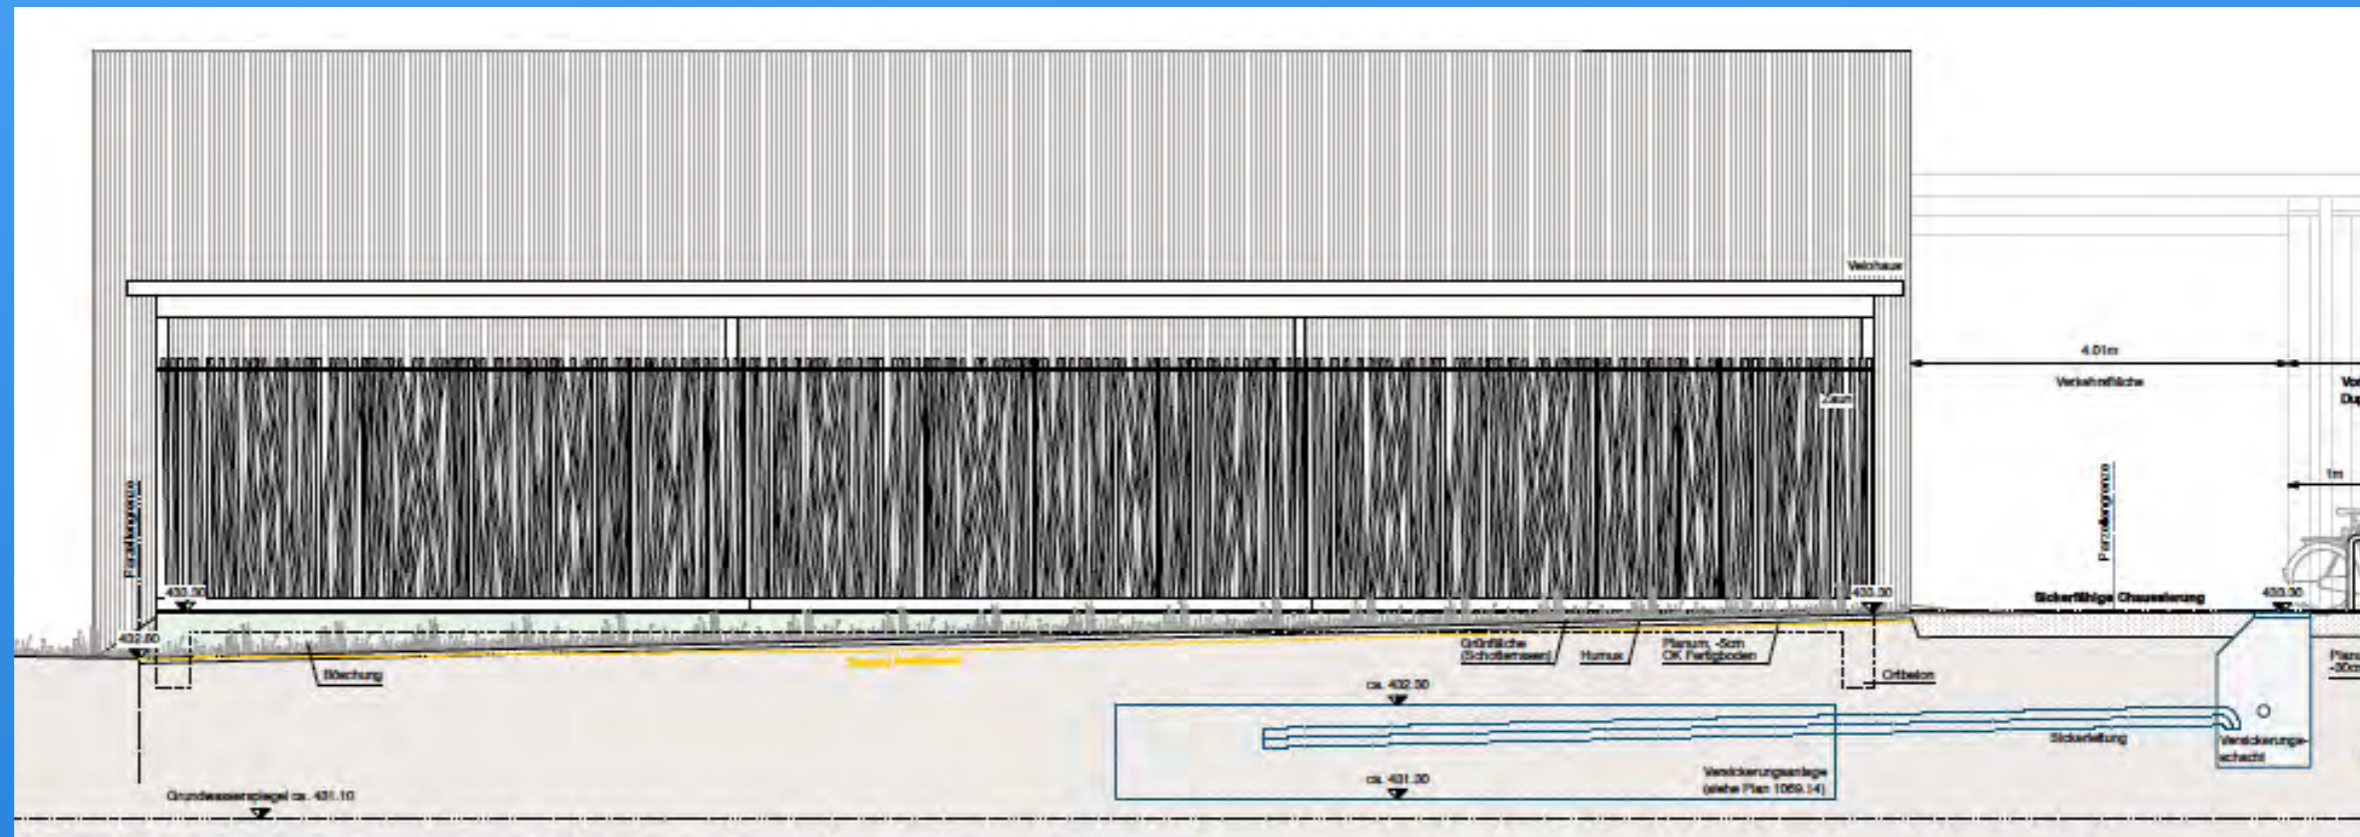 Velohaus
4.01m
Verkehrsfläche
Zaun
1m
Parzellengrenze
Parzellengrenze
433.30
433.30
Sickerfähige Chaussierung
433.30
432.80
Böschung
Grünfläche
(Schotterrasen)
Humus
Planum, -5cm
OK Fertigboden
Ortbeton
ca. 432.30
Sickerleitung
Versickerungs-
schacht
ca. 431.30
Versickerungsanlage
(siehe Plan 1069.14)
Grundwasserspiegel ca. 431.10